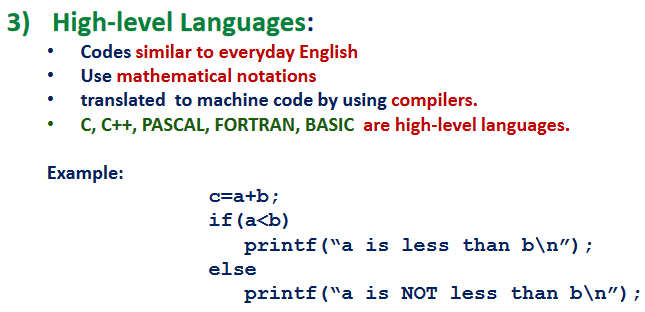 3) High-level Languages:
• Codes similar to everyday English
• Use mathematical notations
• translated to machine code by using compilers.
• C, C++, PASCAL, FORTRAN, BASIC are high-level languages.
Example:
c=a+b;
if(a<b)
printf(“a is less than b\n”);
else
printf(“a is NOT less than b\n”);